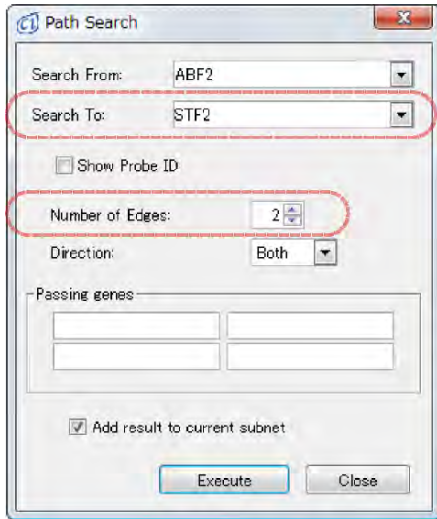 Path Search
Search From: ABF2
Search To: STF2
Show Probe ID
Number of Edges: 2
Direction: Both
Passing genes
Add result to current subnet
Execute Close